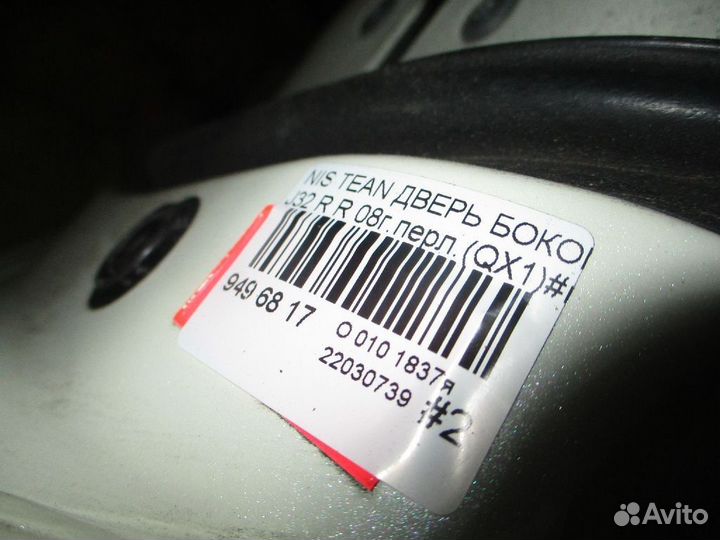 NIS TEAN ДВЕРЬ БОКО
J32 R R 08г.перл.(QX1)#
949 68 17
О 010 1837я
22030739
#2
Avito